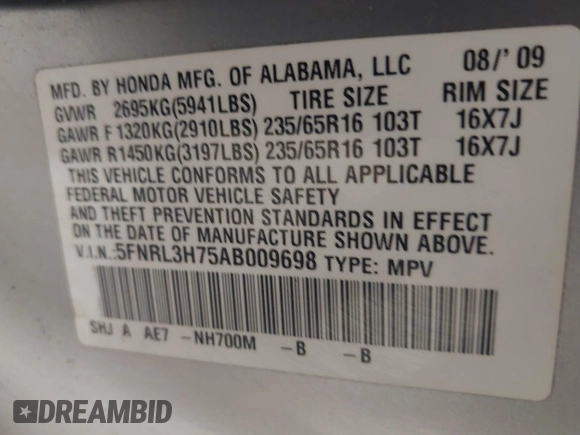 MFD. BY HONDA MFG. OF ALABAMA, LLC 08/'09
GVWR 2695KG(5941LBS) TIRE SIZE RIM SIZE
GAWR F 1320KG(2910LBS) 235/65R16 103T 16X7J
GAWR R1450KG(3197LBS) 235/65R16 103T 16X7J
THIS VEHICLE CONFORMS TO ALL APPLICABLE
FEDERAL MOTOR VEHICLE SAFETY
AND THEFT PREVENTION STANDARDS IN EFFECT
ON THE DATE OF MANUFACTURE SHOWN ABOVE.
V.I.N.:5FNRL3H75AB009698 TYPE: MPV
SHJ A AE7 -NH700M -B -B
DREAMBID